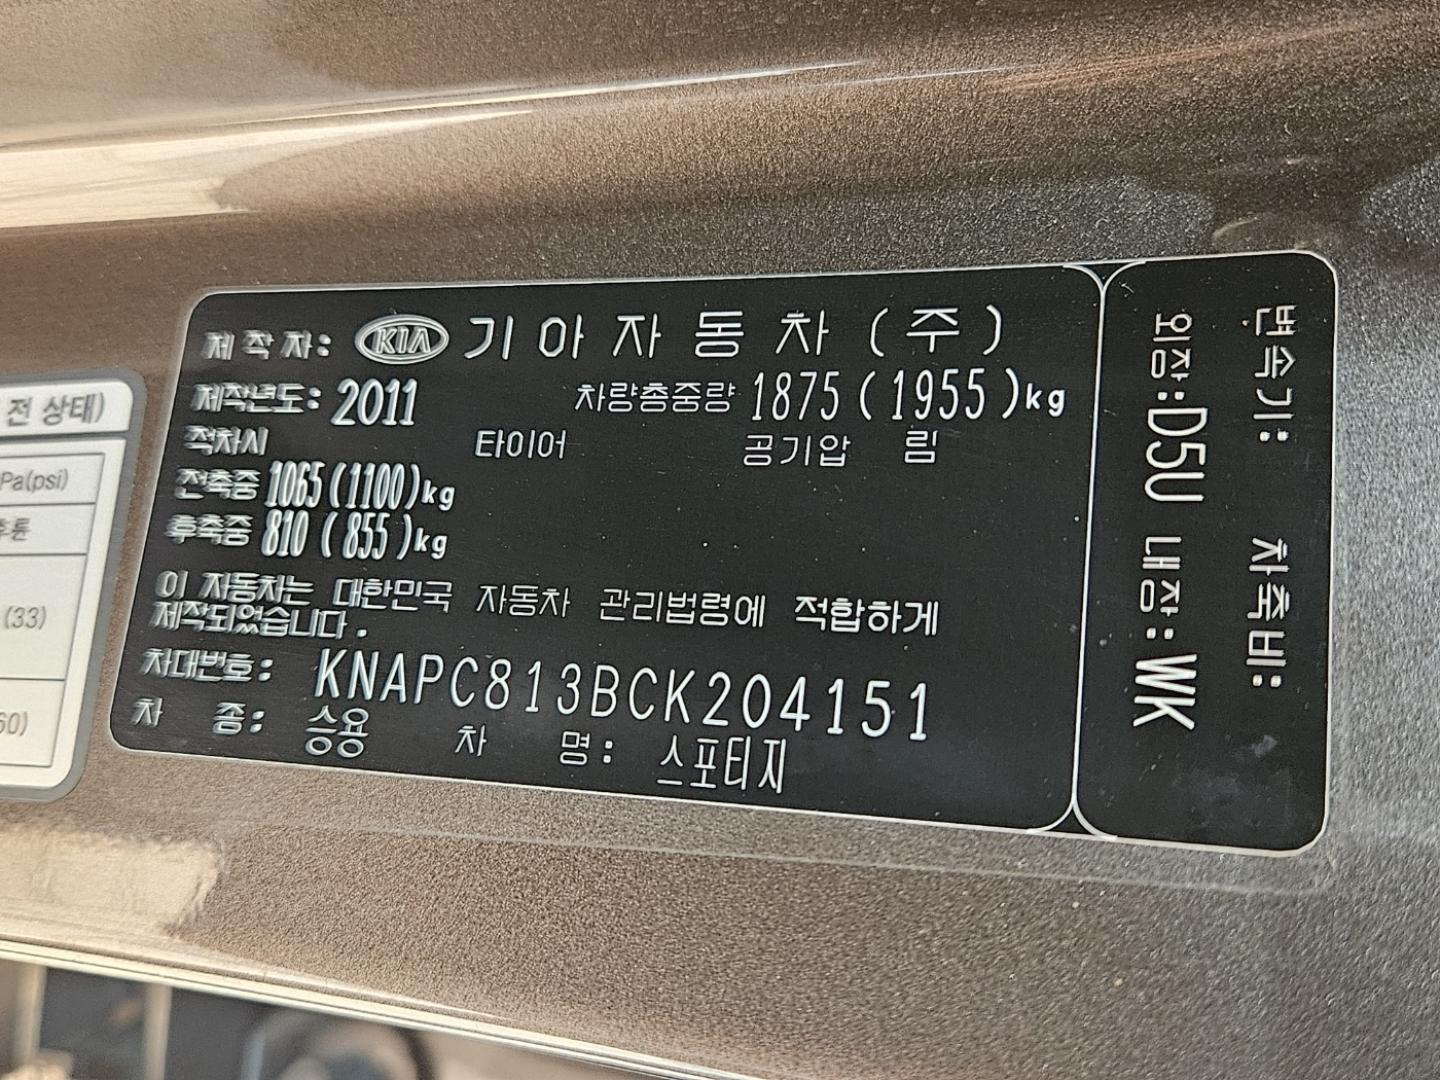 전 상태)
Pa(psi)
후륜
(33)
60)
제 작 자: KIA 기 아 자 동 차 (주)
제작년도: 2011 차량총중량 1875 (1955)kg
적차시 타이어 공기압 림
전축중 1065(1100)kg
후축중 810 (855)kg
이 자동차는 대한민국 자동차 관리법령에 적합하게
제작되었습니다.
차대번호: KNAPC813BCK204151
차 종: 승용 차 명: 스포티지
변속기: 차축비:
외장:D5U 내장:WK